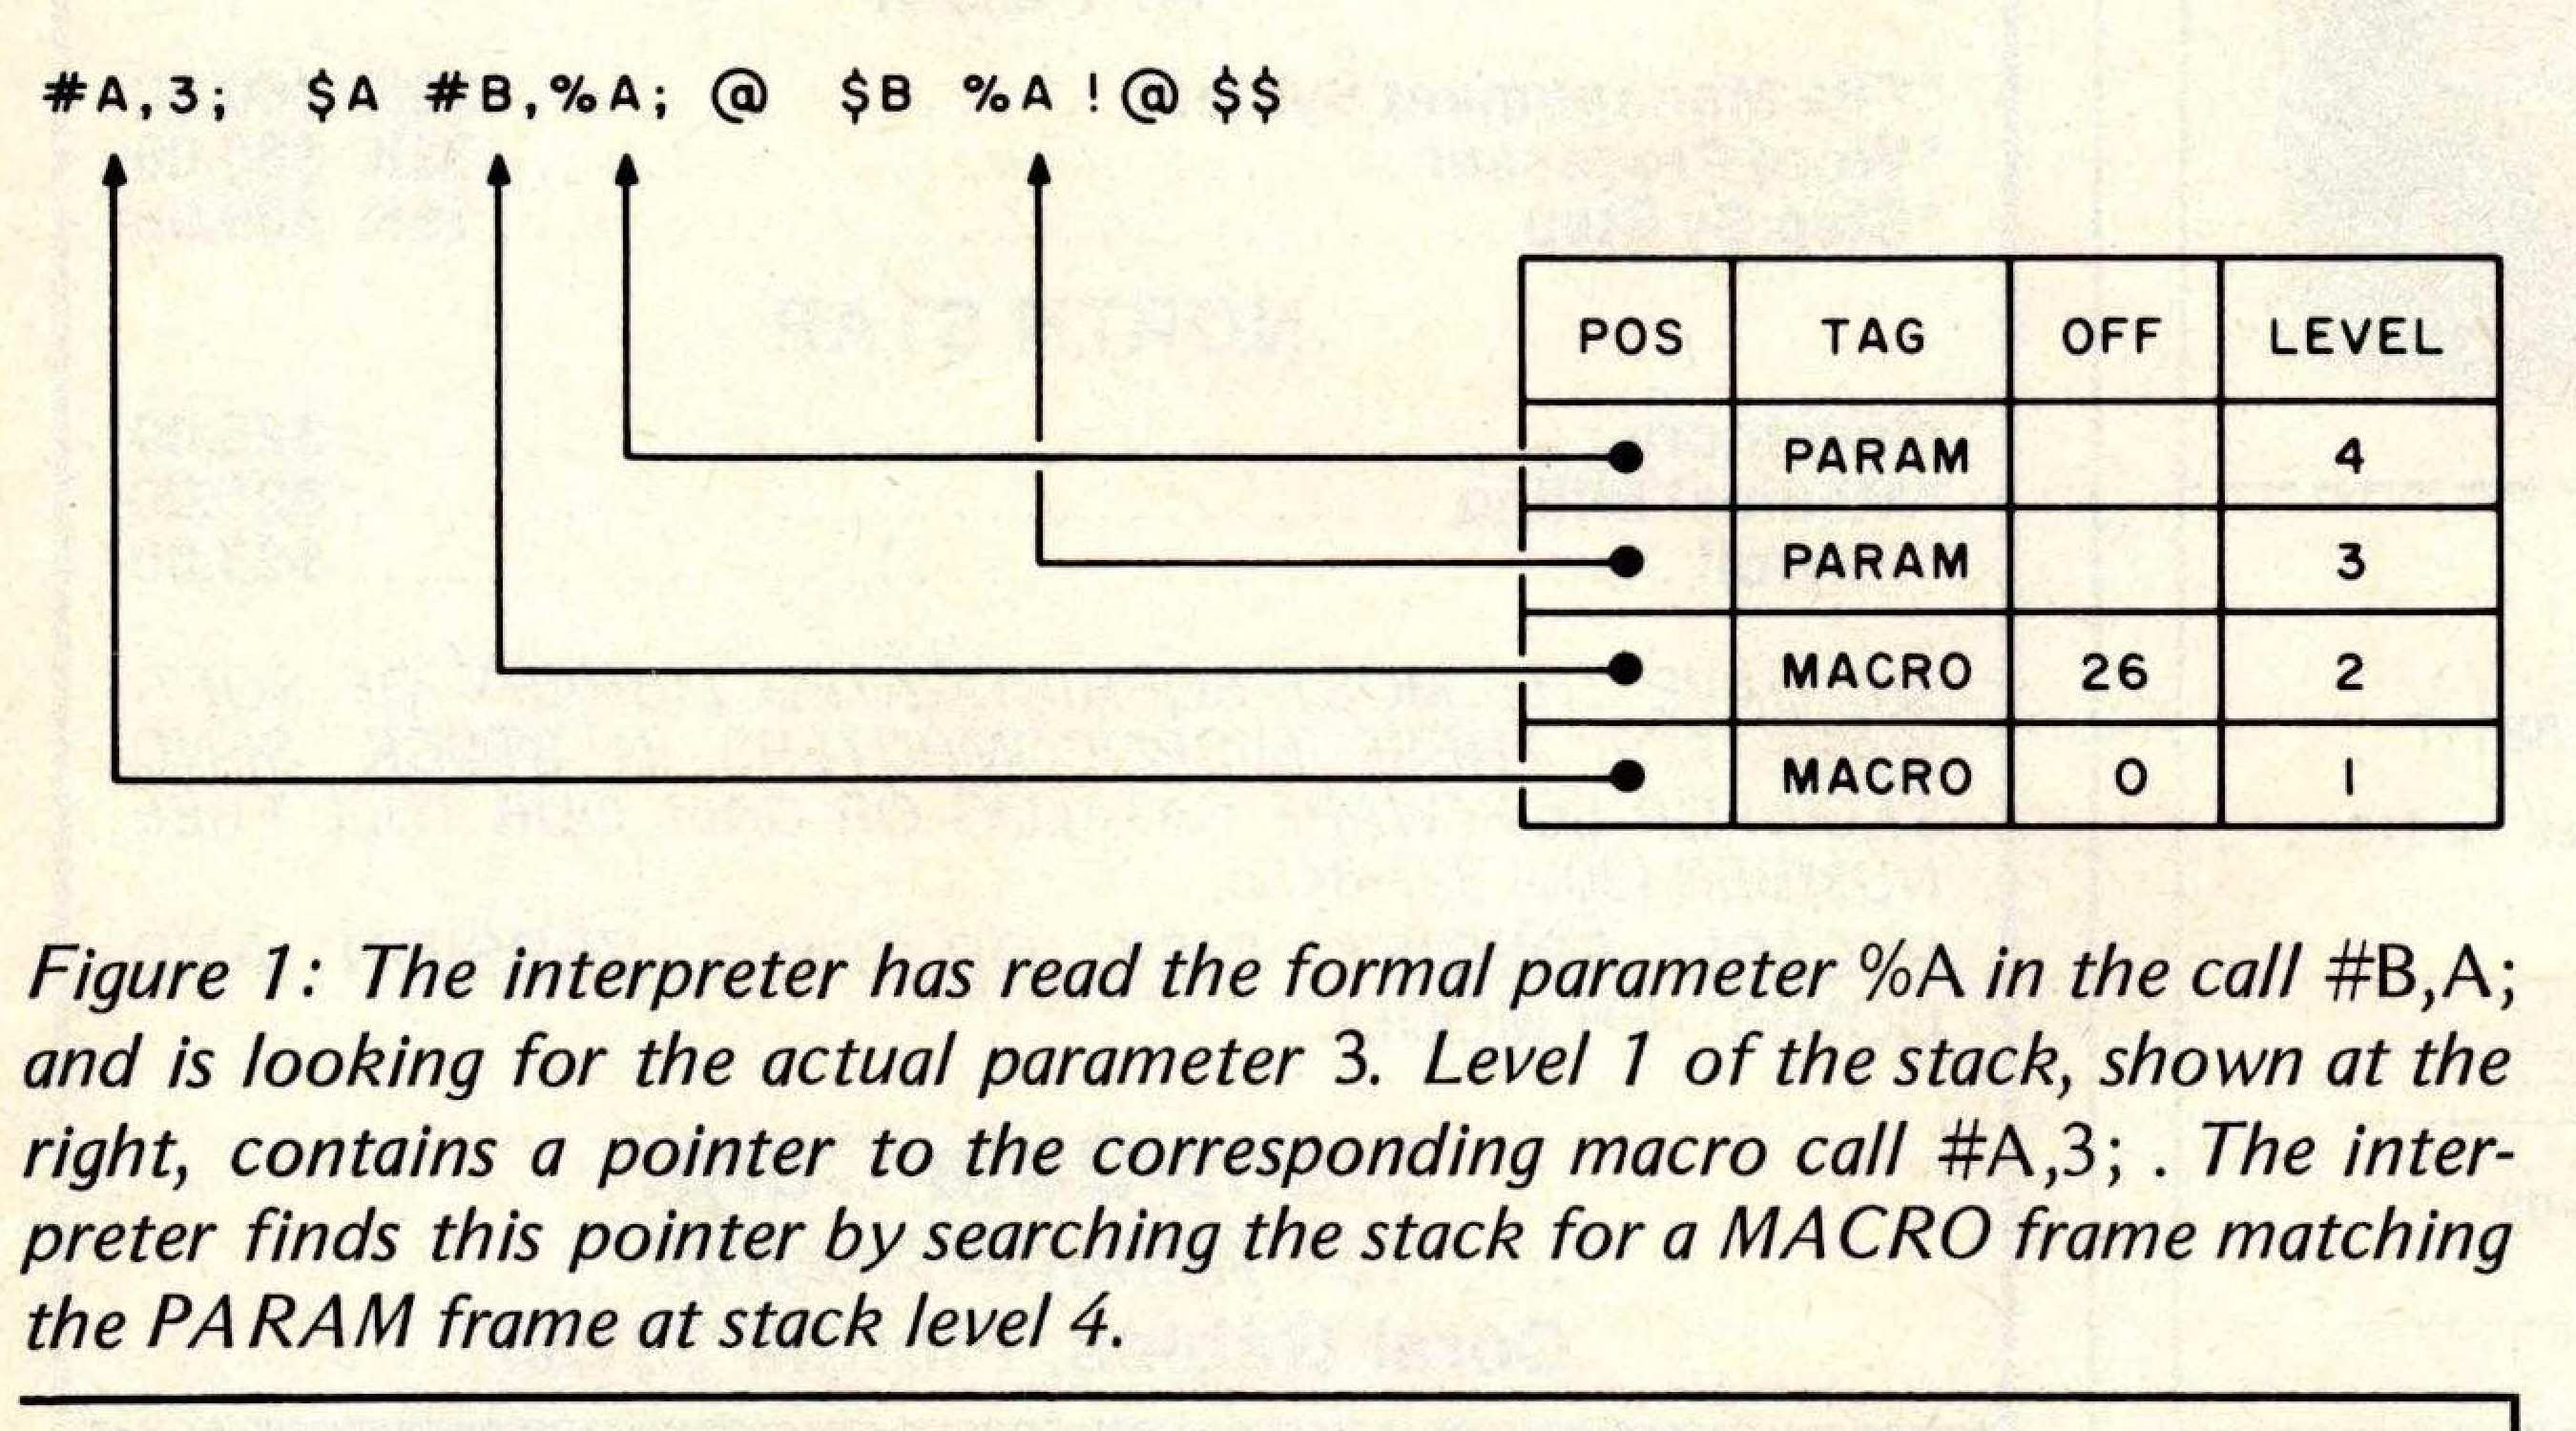 #A,3; $A #B,%A; @ $B %A !@ $$
POS TAG OFF LEVEL
PARAM 4
PARAM 3
MACRO 26 2
MACRO 0 1
Figure 1: The interpreter has read the formal parameter %A in the call #B,A;
and is looking for the actual parameter 3. Level 1 of the stack, shown at the
right, contains a pointer to the corresponding macro call #A,3; . The inter-
preter finds this pointer by searching the stack for a MACRO frame matching
the PARAM frame at stack level 4.